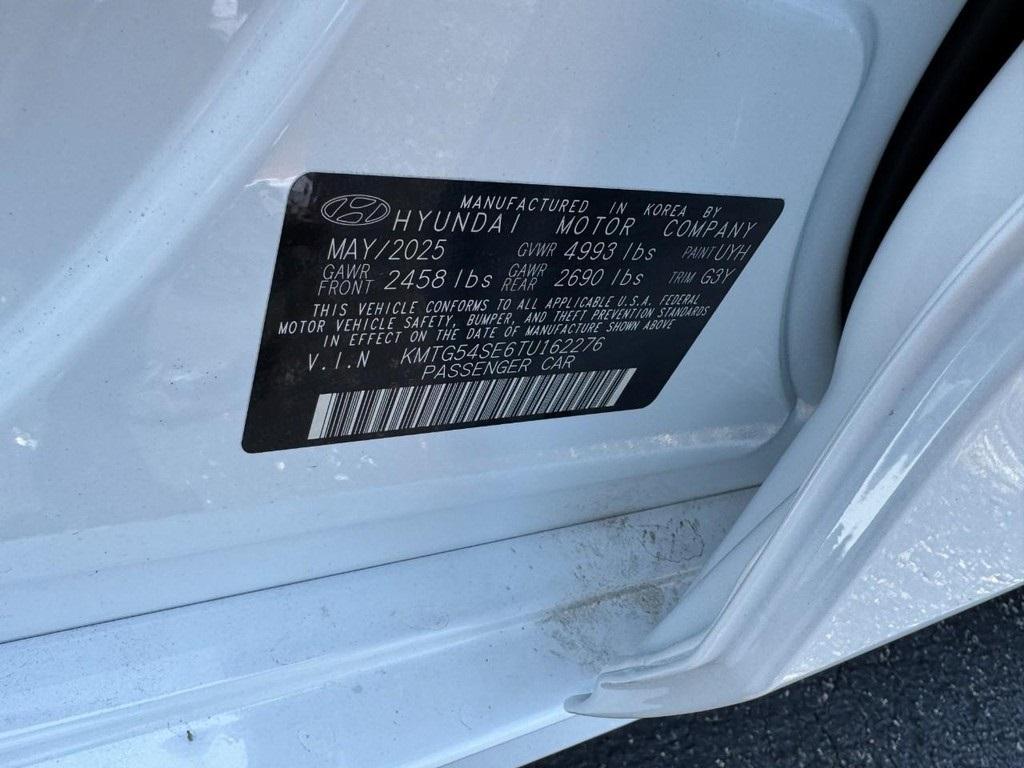 MANUFACTURED IN KOREA BY
HYUNDAI MOTOR COMPANY
MAY/2025 GVWR 4993 lbs PAINT UYH
GAWR FRONT 2458 lbs GAWR REAR 2690 lbs TRIM G3Y
THIS VEHICLE CONFORMS TO ALL APPLICABLE U.S.A. FEDERAL
MOTOR VEHICLE SAFETY, BUMPER, AND THEFT PREVENTION STANDARDS
IN EFFECT ON THE DATE OF MANUFACTURE SHOWN ABOVE
V.I.N KMTG54SE6TU162276
PASSENGER CAR